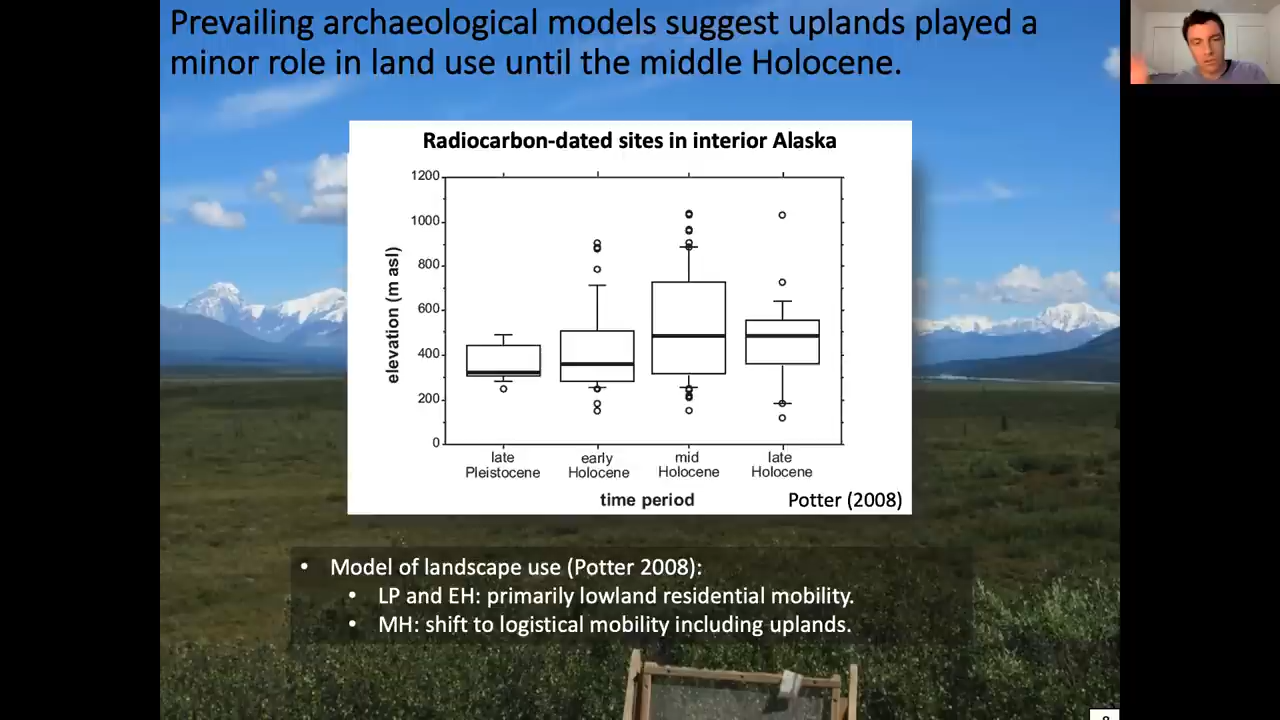 Prevailing archaeological models suggest uplands played a
minor role in land use until the middle Holocene.
Radiocarbon-dated sites in interior Alaska
1200
1000
800
600
400
200
0
elevation (m asl)
late
Pleistocene
early
Holocene
mid
Holocene
late
Holocene
time period
Potter (2008)
• Model of landscape use (Potter 2008):
• LP and EH: primarily lowland residential mobility.
• MH: shift to logistical mobility including uplands.